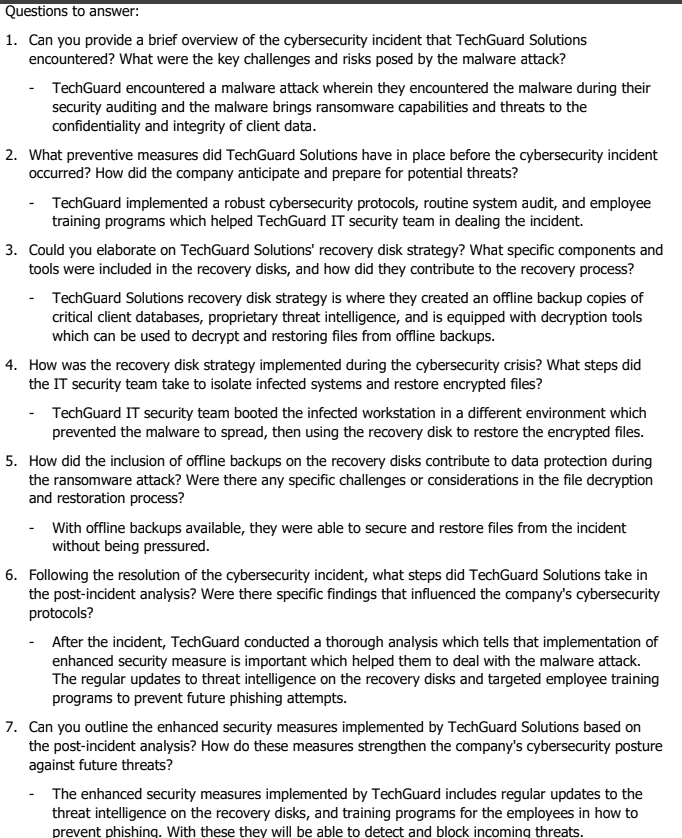 Questions to answer:
1. Can you provide a brief overview of the cybersecurity incident that TechGuard Solutions
encountered? What were the key challenges and risks posed by the malware attack?
- TechGuard encountered a malware attack wherein they encountered the malware during their
security auditing and the malware brings ransomware capabilities and threats to the
confidentiality and integrity of client data.
2. What preventive measures did TechGuard Solutions have in place before the cybersecurity incident
occurred? How did the company anticipate and prepare for potential threats?
- TechGuard implemented a robust cybersecurity protocols, routine system audit, and employee
training programs which helped TechGuard IT security team in dealing the incident.
3. Could you elaborate on TechGuard Solutions' recovery disk strategy? What specific components and
tools were included in the recovery disks, and how did they contribute to the recovery process?
- TechGuard Solutions recovery disk strategy is where they created an offline backup copies of
critical client databases, proprietary threat intelligence, and is equipped with decryption tools
which can be used to decrypt and restoring files from offline backups.
4. How was the recovery disk strategy implemented during the cybersecurity crisis? What steps did
the IT security team take to isolate infected systems and restore encrypted files?
- TechGuard IT security team booted the infected workstation in a different environment which
prevented the malware to spread, then using the recovery disk to restore the encrypted files.
5. How did the inclusion of offline backups on the recovery disks contribute to data protection during
the ransomware attack? Were there any specific challenges or considerations in the file decryption
and restoration process?
- With offline backups available, they were able to secure and restore files from the incident
without being pressured.
6. Following the resolution of the cybersecurity incident, what steps did TechGuard Solutions take in
the post-incident analysis? Were there specific findings that influenced the company's cybersecurity
protocols?
- After the incident, TechGuard conducted a thorough analysis which tells that implementation of
enhanced security measure is important which helped them to deal with the malware attack.
The regular updates to threat intelligence on the recovery disks and targeted employee training
programs to prevent future phishing attempts.
7. Can you outline the enhanced security measures implemented by TechGuard Solutions based on
the post-incident analysis? How do these measures strengthen the company's cybersecurity posture
against future threats?
- The enhanced security measures implemented by TechGuard includes regular updates to the
threat intelligence on the recovery disks, and training programs for the employees in how to
prevent phishing. With these they will be able to detect and block incoming threats.